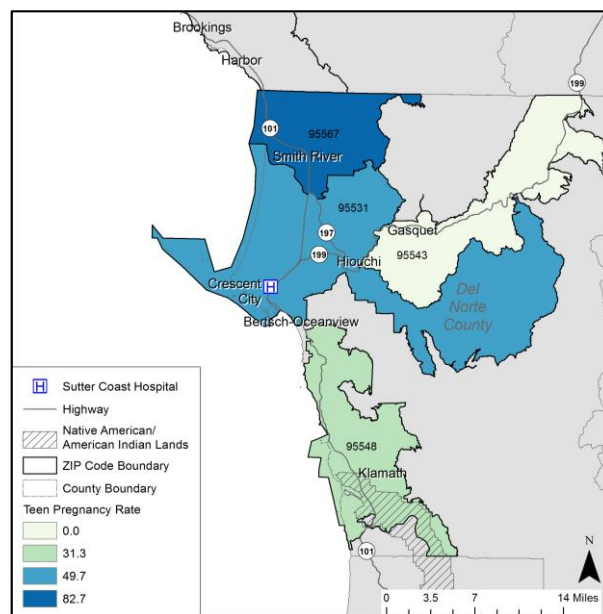 Brookings
Harbor
199
101
95567
Smith River
95531
197
Gasquet
199
Hiouchi
95543
Crescent
City
H
Del
Norte
County
Bertsch-Oceanview
H Sutter Coast Hospital
Highway
Native American/
American Indian Lands
ZIP Code Boundary
County Boundary
Teen Pregnancy Rate
0.0
31.3
49.7
82.7
95548
Klamath
101
N
0 3.5 7 14 Miles